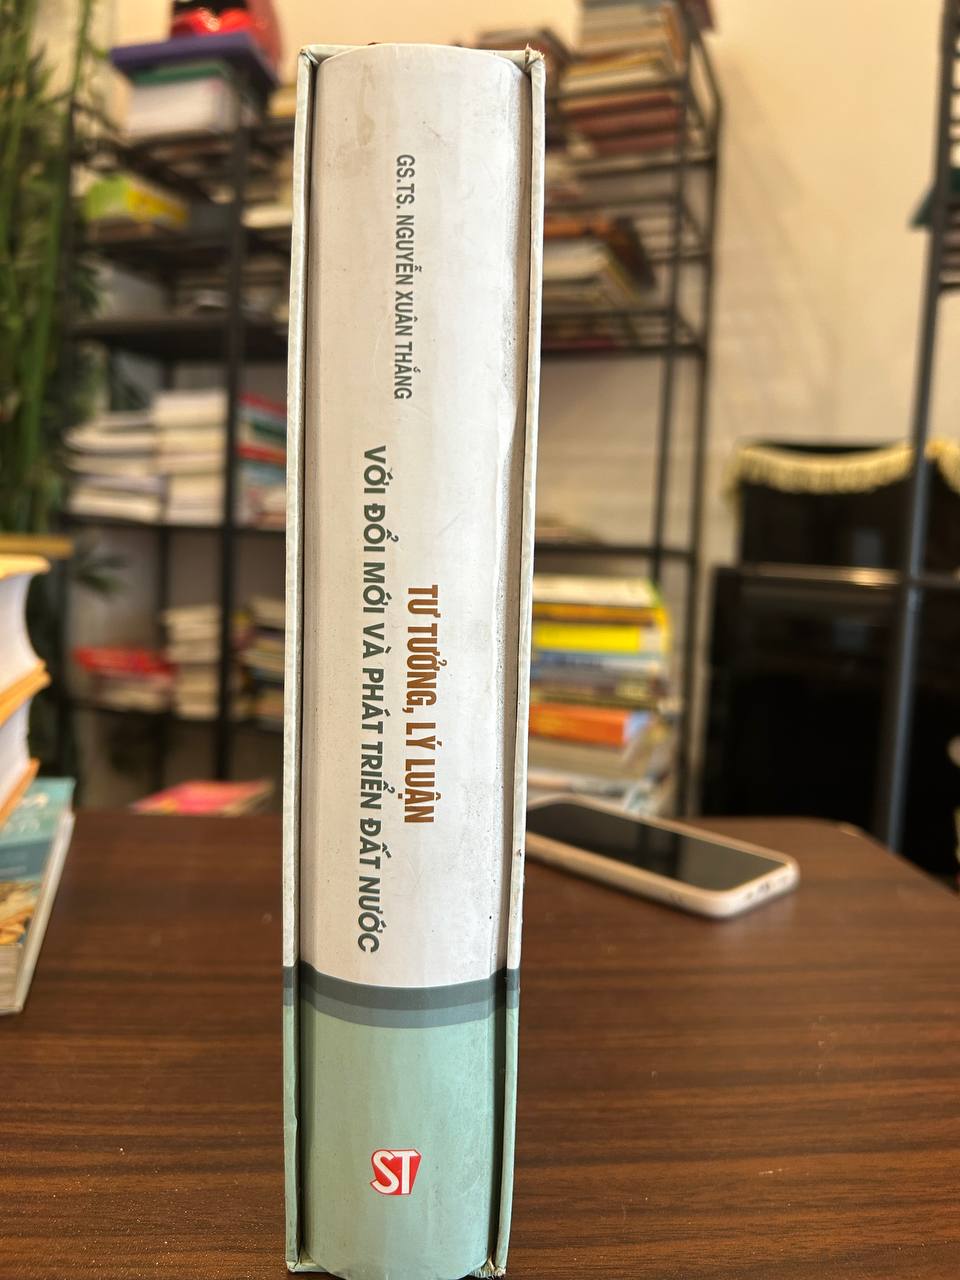 GS.TS. NGUYỄN XUÂN THẮNG
TƯ TƯỞNG, LÝ LUẬN
VỚI ĐỔI MỚI VÀ PHÁT TRIỂN ĐẤT NƯỚC
ST